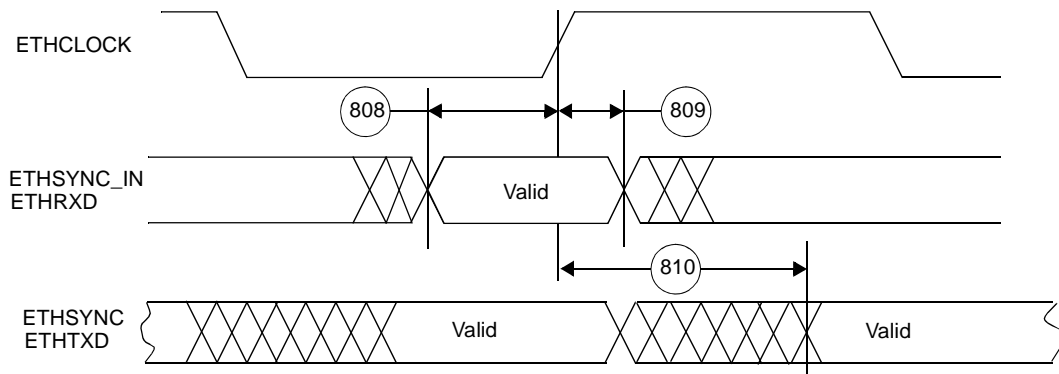 ETHCLOCK
808
809
ETHSYNC_IN
ETHRXD
Valid
810
ETHSYNC
ETHTXD
Valid
Valid